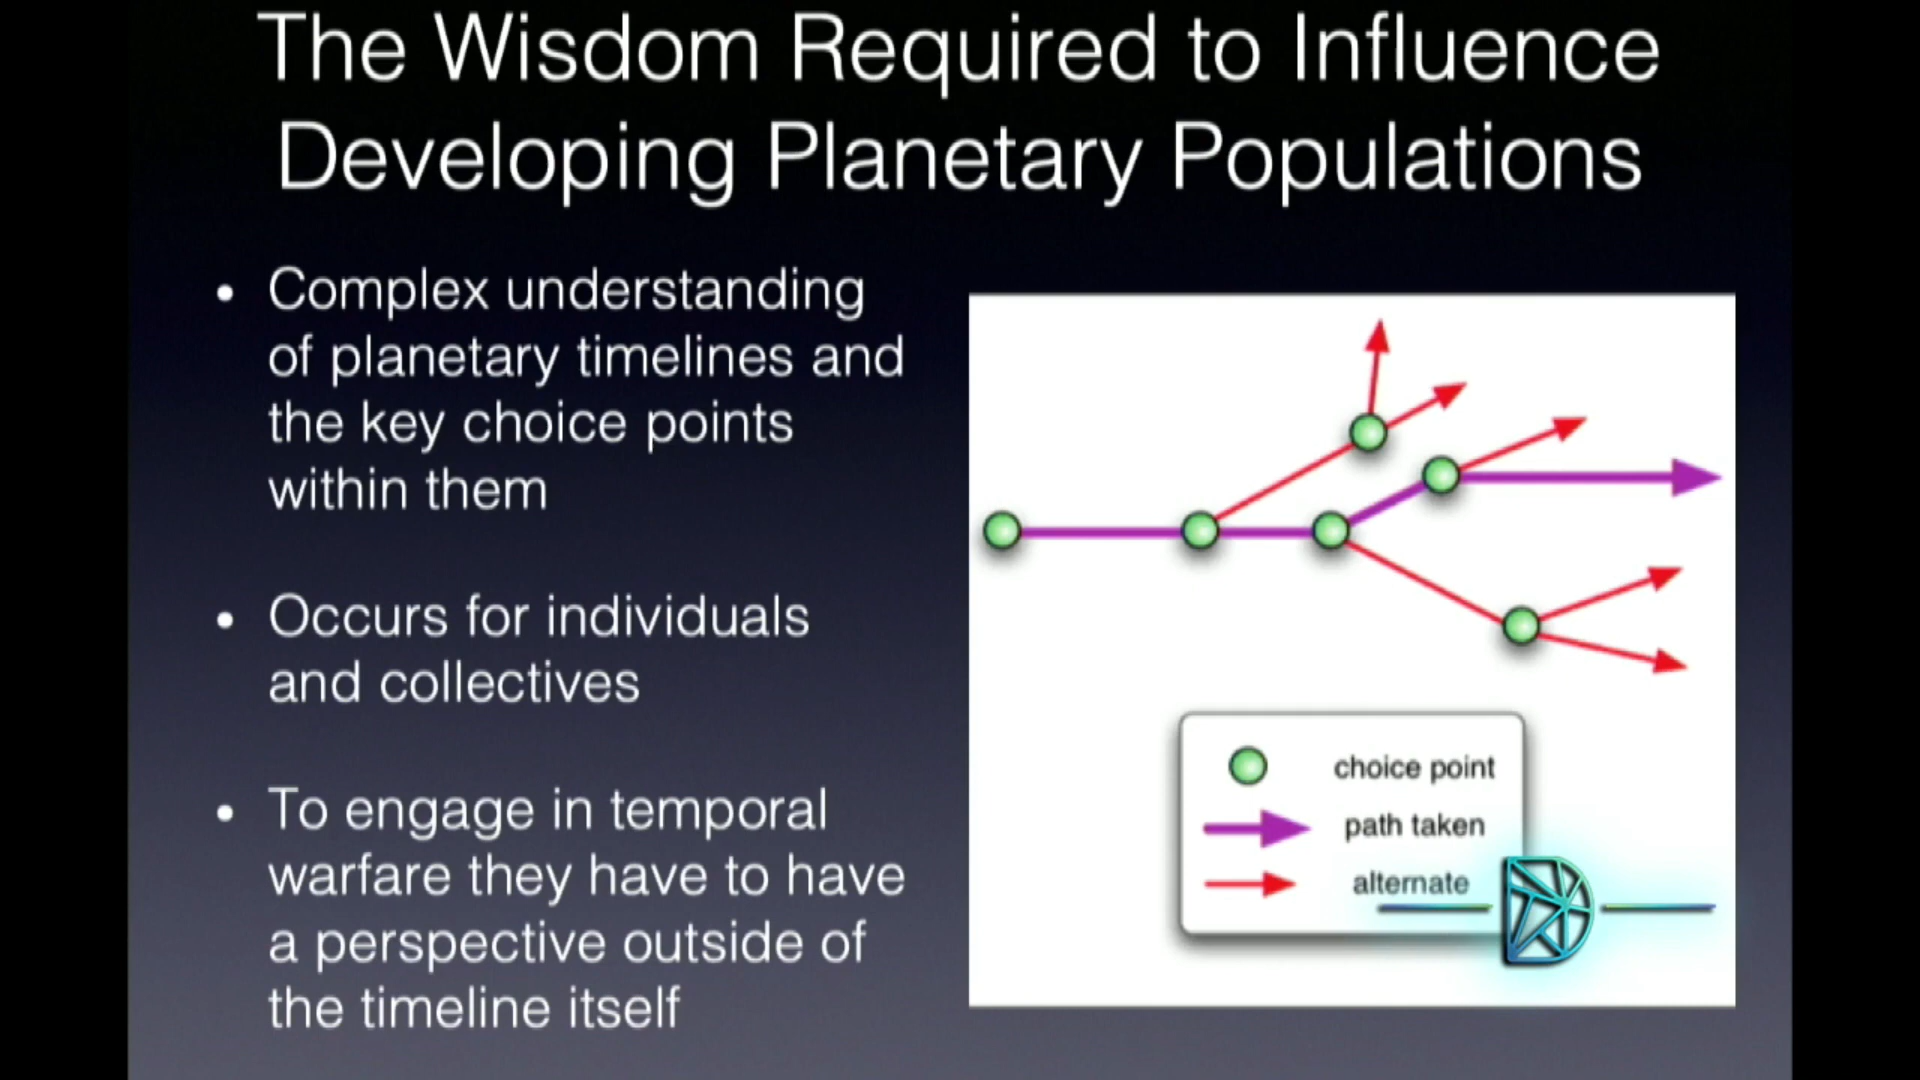 The Wisdom Required to Influence
Developing Planetary Populations
• Complex understanding
of planetary timelines and
the key choice points
within them
• Occurs for individuals
and collectives
• To engage in temporal
warfare they have to have
a perspective outside of
the timeline itself
choice point
path taken
alternate